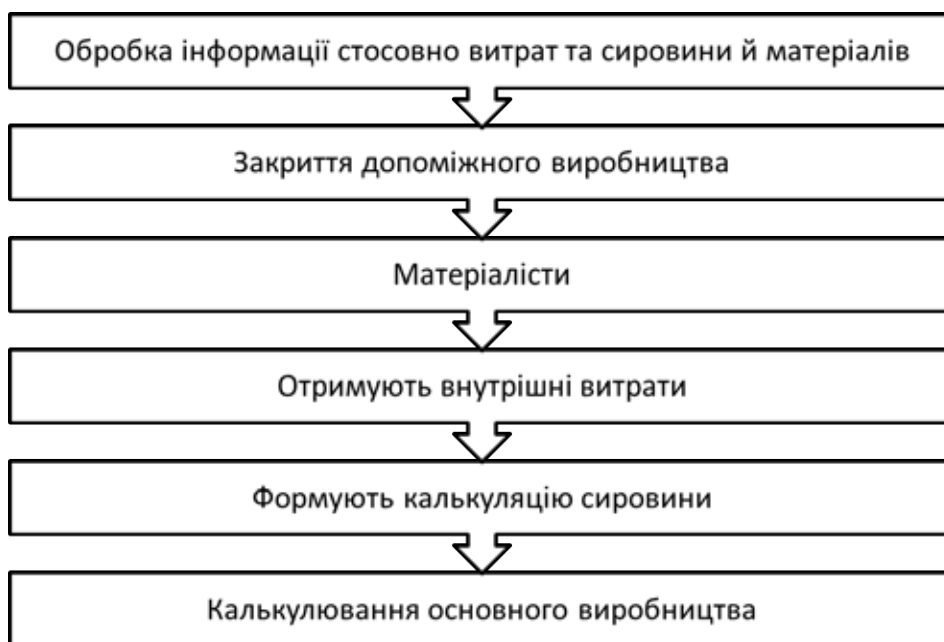 Обробка інформації стосовно витрат та сировини й матеріалів
Закриття допоміжного виробництва
Матеріалісти
Отримують внутрішні витрати
Формують калькуляцію сировини
Калькулювання основного виробництва